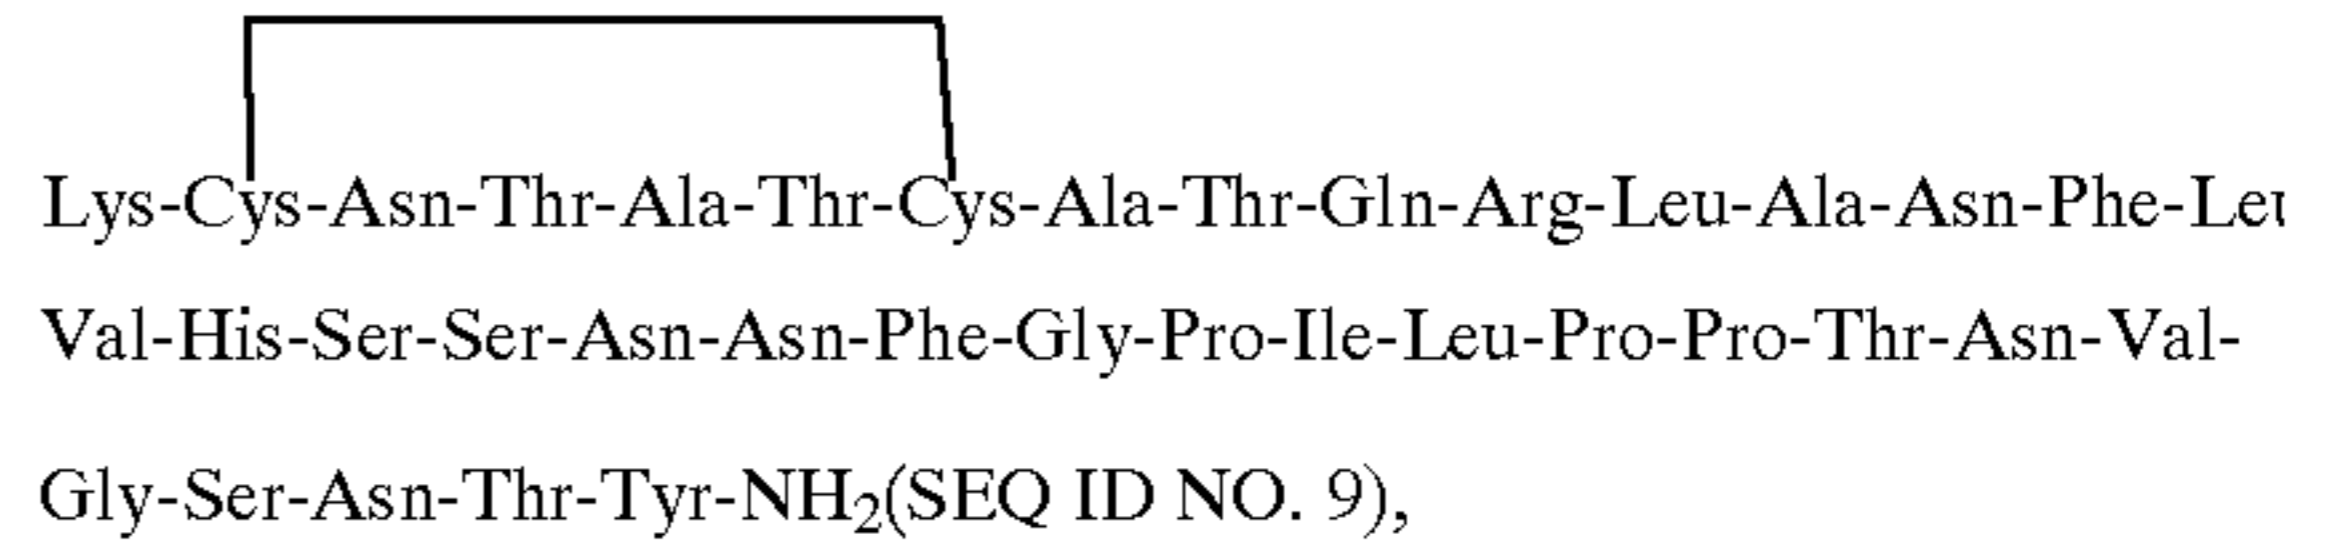 Lys-Cys-Asn-Thr-Ala-Thr-Cys-Ala-Thr-Gln-Arg-Leu-Ala-Asn-Phe-Leu
Val-His-Ser-Ser-Asn-Asn-Phe-Gly-Pro-Ile-Leu-Pro-Pro-Thr-Asn-Val-
Gly-Ser-Asn-Thr-Tyr-NH₂(SEQ ID NO. 9),